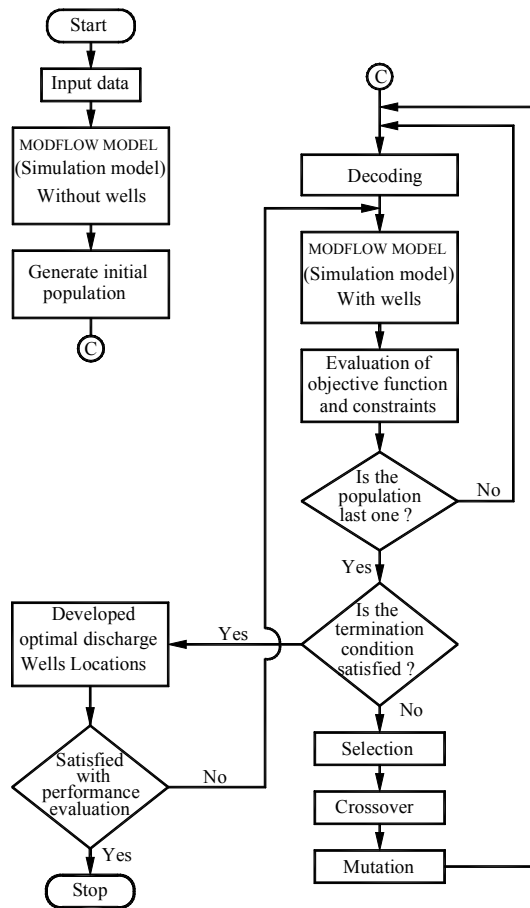 Start
Input data
MODFLOW MODEL
(Simulation model)
Without wells
Generate initial
population
C
C
Decoding
MODFLOW MODEL
(Simulation model)
With wells
Evaluation of
objective function
and constraints
Is the
population
last one ?
No
Yes
Is the
termination
condition
satisfied ?
Yes
No
Developed
optimal discharge
Wells Locations
Satisfied
with
performance
evaluation
No
Yes
Stop
Selection
Crossover
Mutation